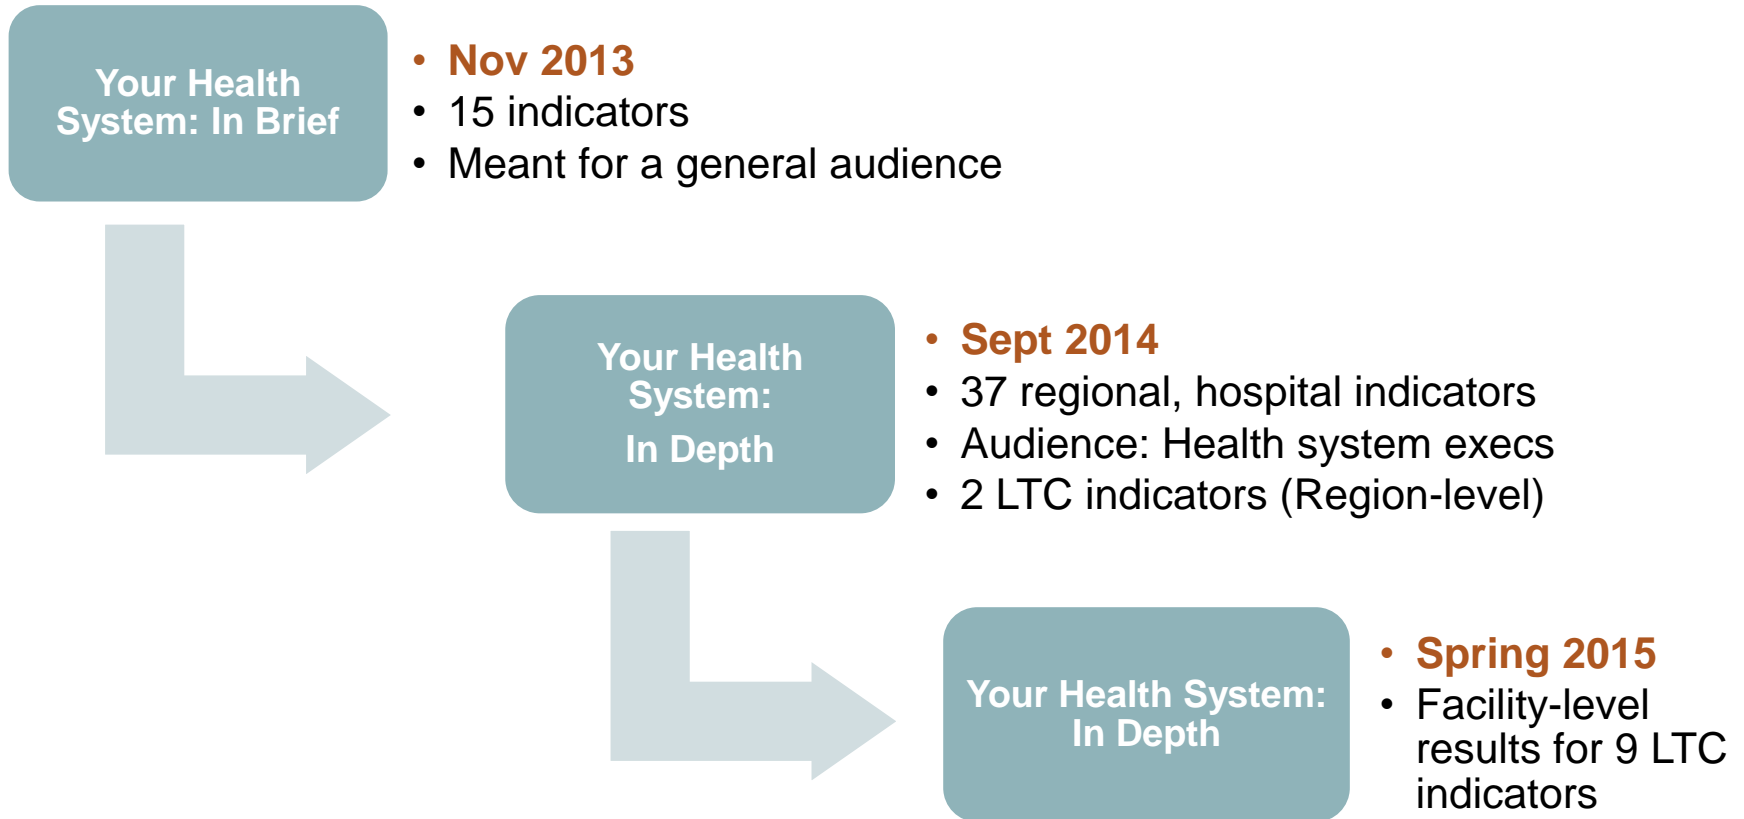 Your Health
System: In Brief
• Nov 2013
• 15 indicators
• Meant for a general audience
Your Health
System:
In Depth
• Sept 2014
• 37 regional, hospital indicators
• Audience: Health system execs
• 2 LTC indicators (Region-level)
Your Health System:
In Depth
• Spring 2015
• Facility-level
results for 9 LTC
indicators